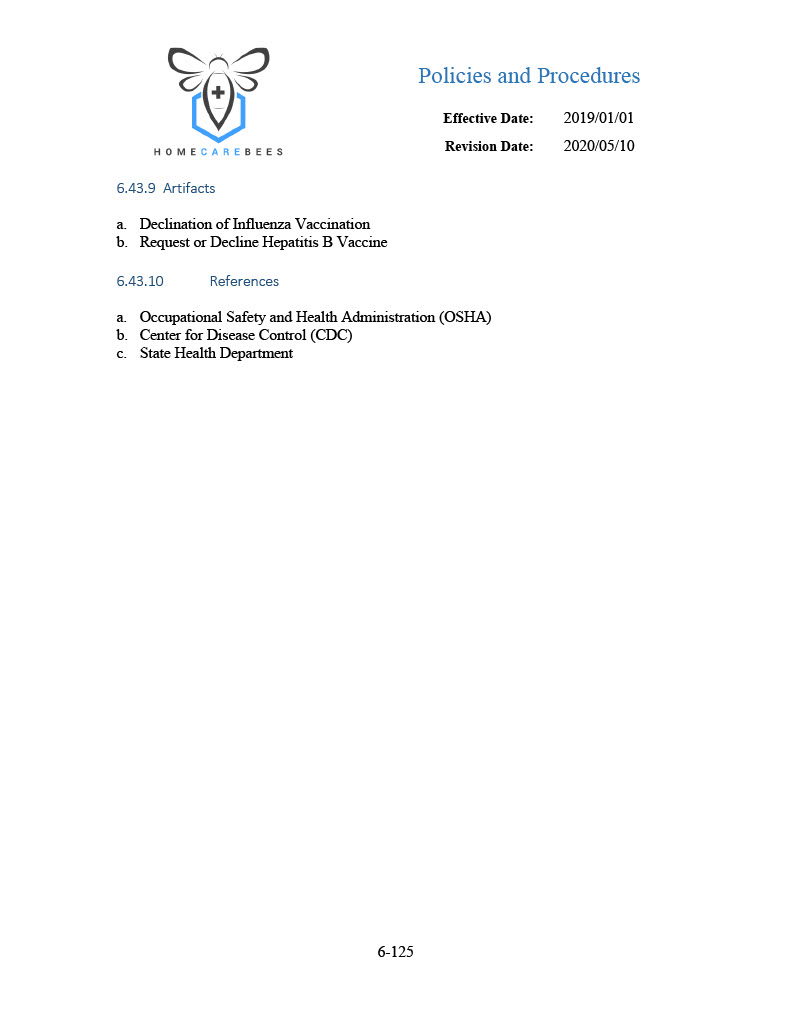 HOMECAREBEES
Policies and Procedures
Effective Date: 2019/01/01
Revision Date: 2020/05/10
6.43.9 Artifacts
a. Declination of Influenza Vaccination
b. Request or Decline Hepatitis B Vaccine
6.43.10 References
a. Occupational Safety and Health Administration (OSHA)
b. Center for Disease Control (CDC)
c. State Health Department
6-125